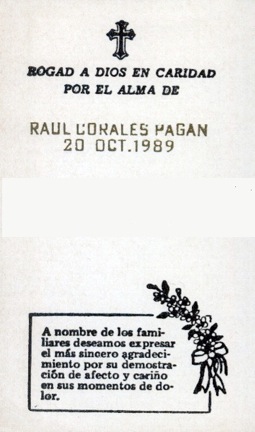 ROGAD A DIOS EN CARIDAD
POR EL ALMA DE
RAUL CORALES PAGAN
20 OCT.1989
A nombre de los fami-
liares deseamos expresar
el más sincero agradeci-
miento por su demostra-
ción de afecto y cariño
en sus momentos de do-
lor.